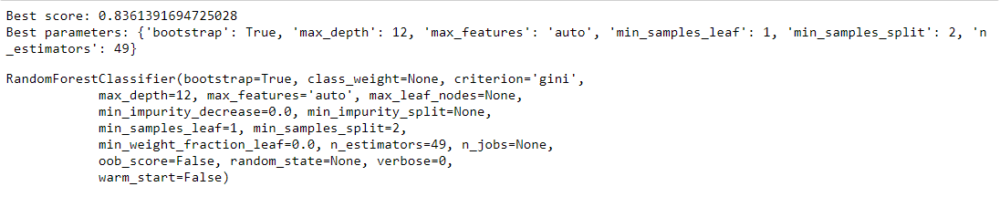 Best score: 0.8361391694725028
Best parameters: {'bootstrap': True, 'max_depth': 12, 'max_features': 'auto', 'min_samples_leaf': 1, 'min_samples_split': 2, 'n
_estimators': 49}
RandomForestClassifier(bootstrap=True, class_weight=None, criterion='gini',
            max_depth=12, max_features='auto', max_leaf_nodes=None,
            min_impurity_decrease=0.0, min_impurity_split=None,
            min_samples_leaf=1, min_samples_split=2,
            min_weight_fraction_leaf=0.0, n_estimators=49, n_jobs=None,
            oob_score=False, random_state=None, verbose=0,
            warm_start=False)